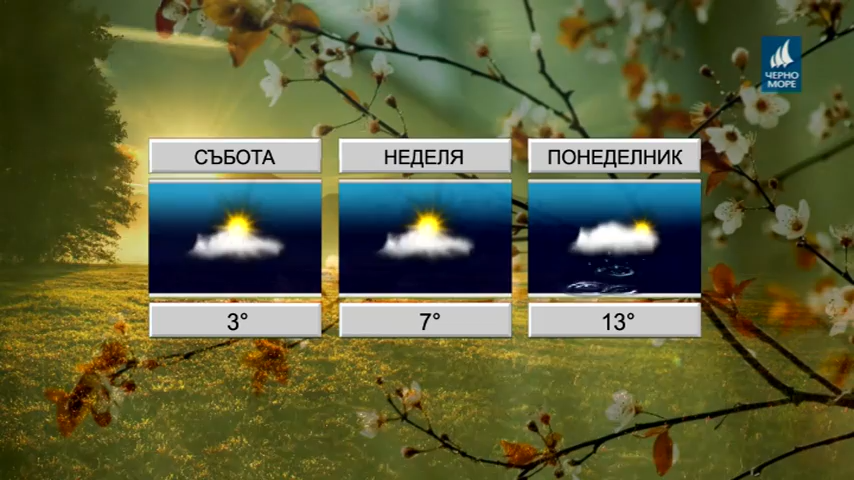 ЧЕРНО
МОРЕ
СЪБОТА
НЕДЕЛЯ
ПОНЕДЕЛНИК
3°
7°
13°